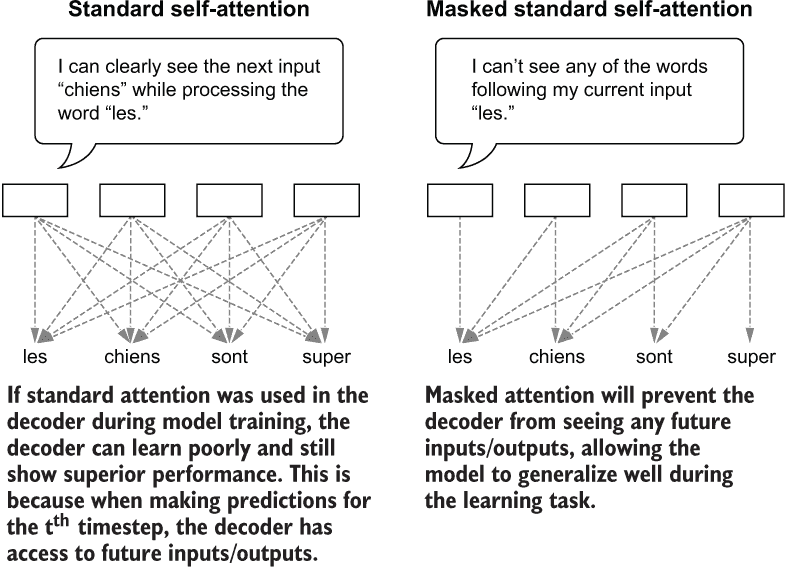 Standard self-attention
I can clearly see the next input
“chiens” while processing the
word “les.”
les chiens sont super
If standard attention was used in the
decoder during model training, the
decoder can learn poorly and still
show superior performance. This is
because when making predictions for
the tth timestep, the decoder has
access to future inputs/outputs.
Masked standard self-attention
I can’t see any of the words
following my current input
“les.”
les chiens sont super
Masked attention will prevent the
decoder from seeing any future
inputs/outputs, allowing the
model to generalize well during
the learning task.